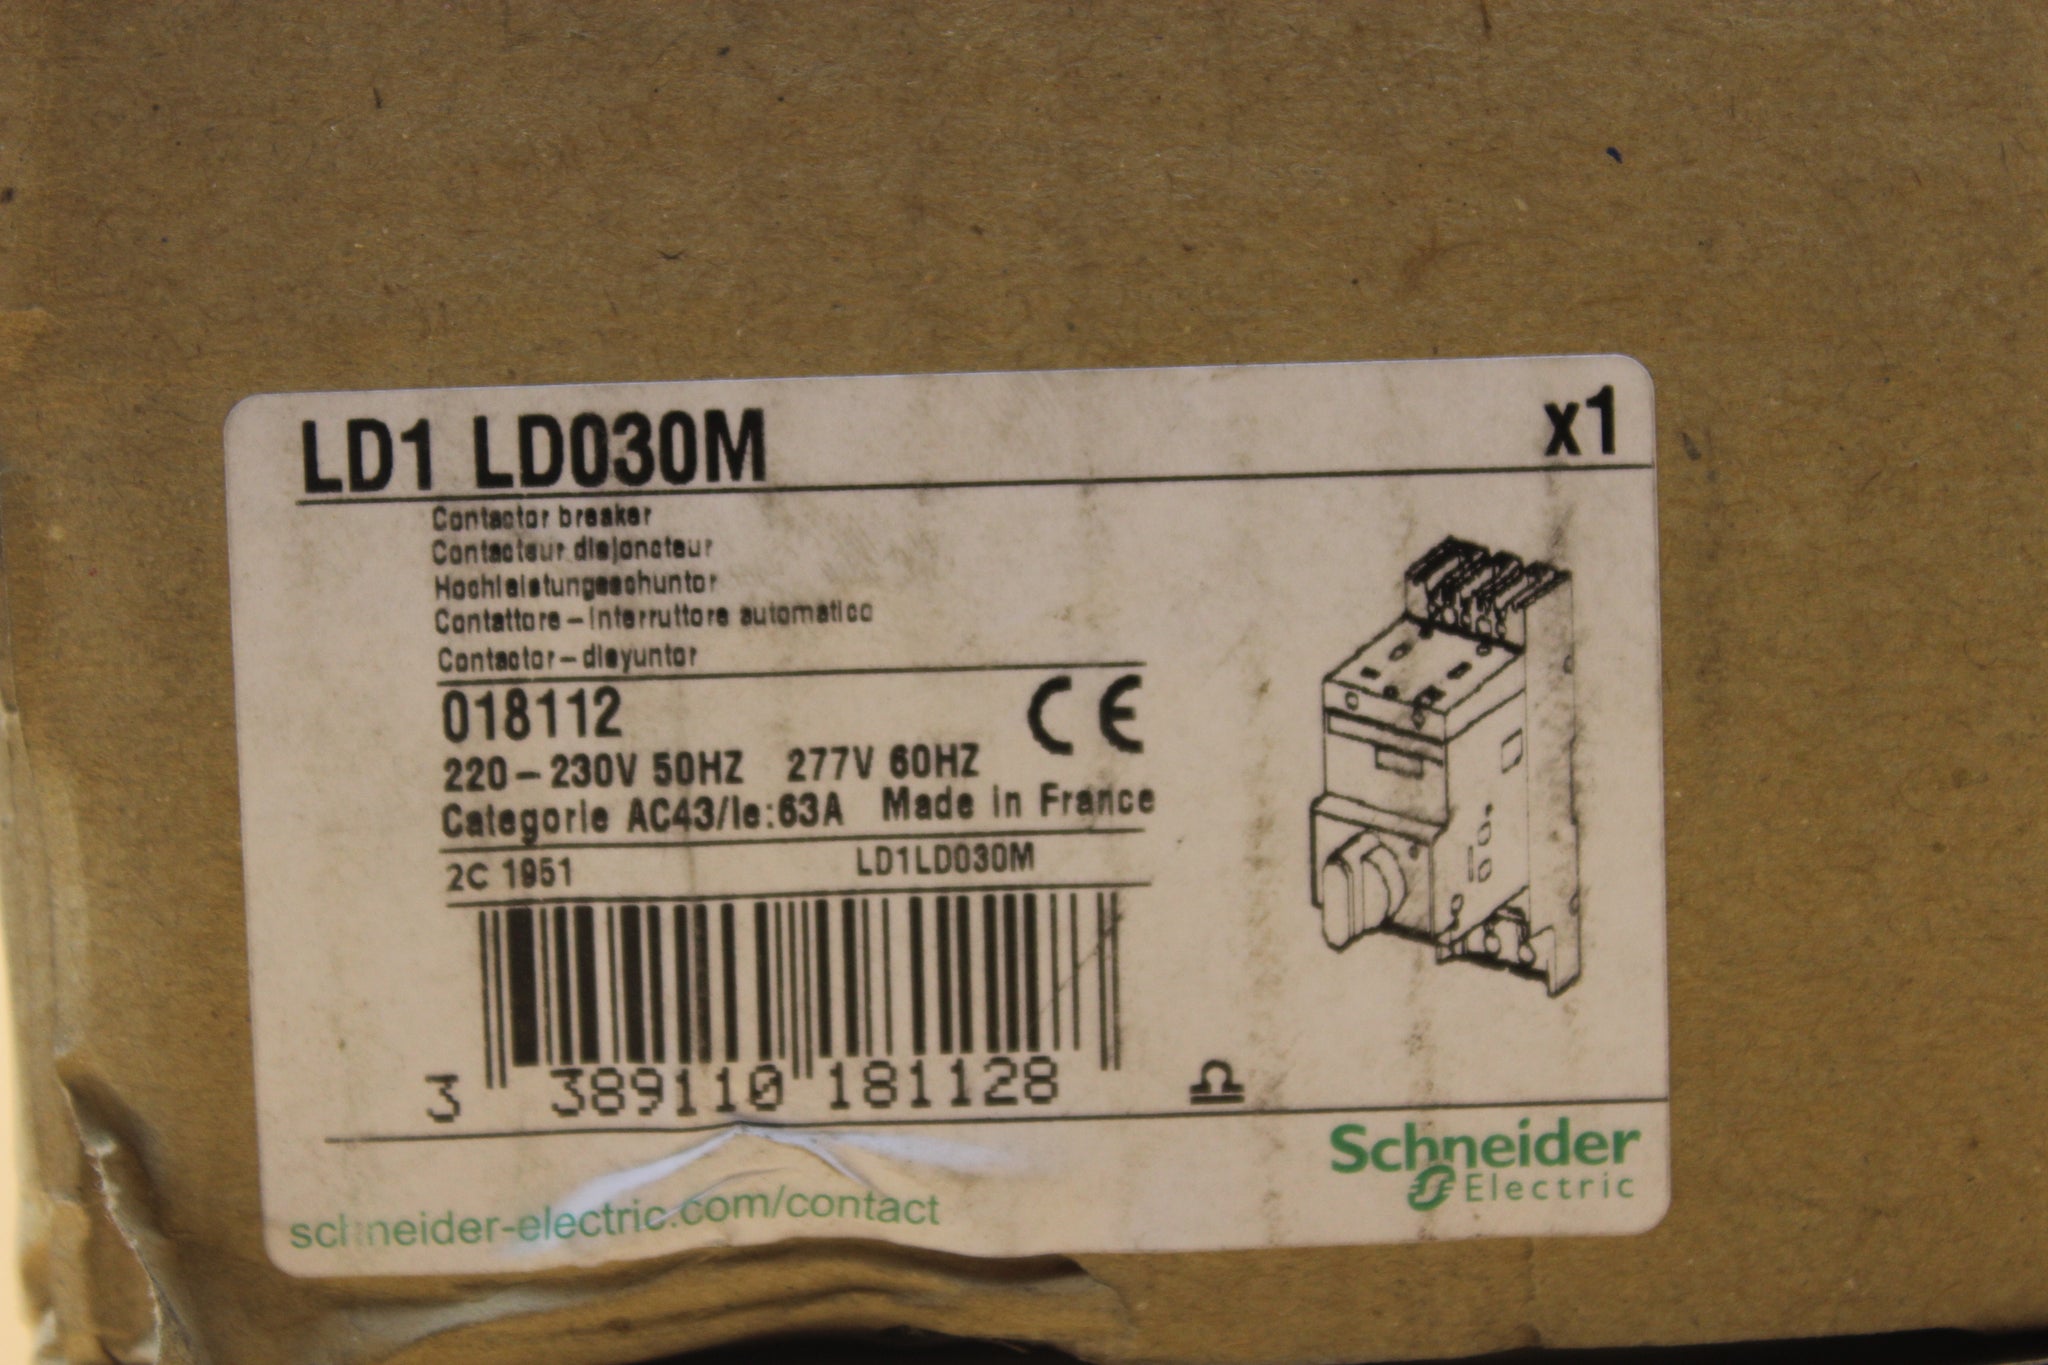 LD1 LD030M x1
Contactor breaker
Contacteur disjoncteur
Hochleistungsschuntor
Contattore-interruttore automatico
Contactor-disyuntor
018112 CE
220-230V 50HZ 277V 60HZ
Categorie AC43/Ie:63A Made in France
2C 1951 LD1LD030M
3 389110 181128
Schneider
Electric
schneider-electric.com/contact